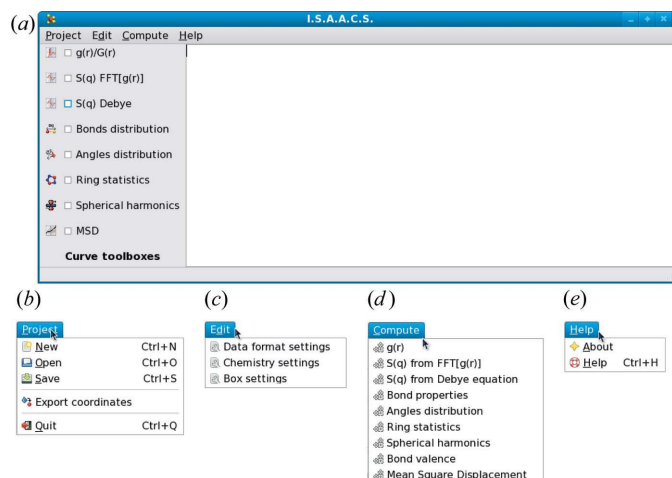 (a)
I.S.A.A.C.S.
Project Edit Compute Help
g(r)/G(r)
S(q) FFT[g(r)]
S(q) Debye
Bonds distribution
Angles distribution
Ring statistics
Spherical harmonics
MSD
Curve toolboxes
(b)
Project
New Ctrl+N
Open Ctrl+O
Save Ctrl+S
Export coordinates
Quit Ctrl+Q
(c)
Edit
Data format settings
Chemistry settings
Box settings
(d)
Compute
g(r)
S(q) from FFT[g(r)]
S(q) from Debye equation
Bond properties
Angles distribution
Ring statistics
Spherical harmonics
Bond valence
Mean Square Displacement
(e)
Help
About
Help Ctrl+H